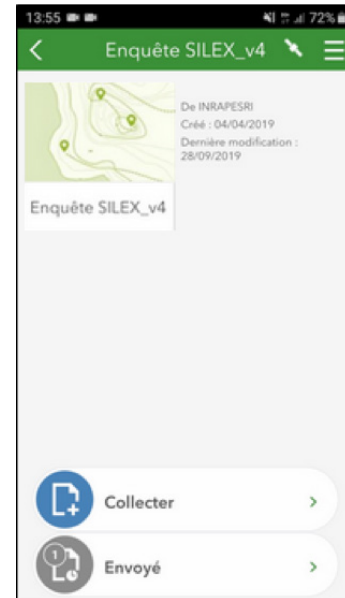 13:55 72%
Enquête SILEX_v4
De INRAPESRI
Créé : 04/04/2019
Dernière modification :
28/09/2019
Enquête SILEX_v4
Collecter
1
Envoyé